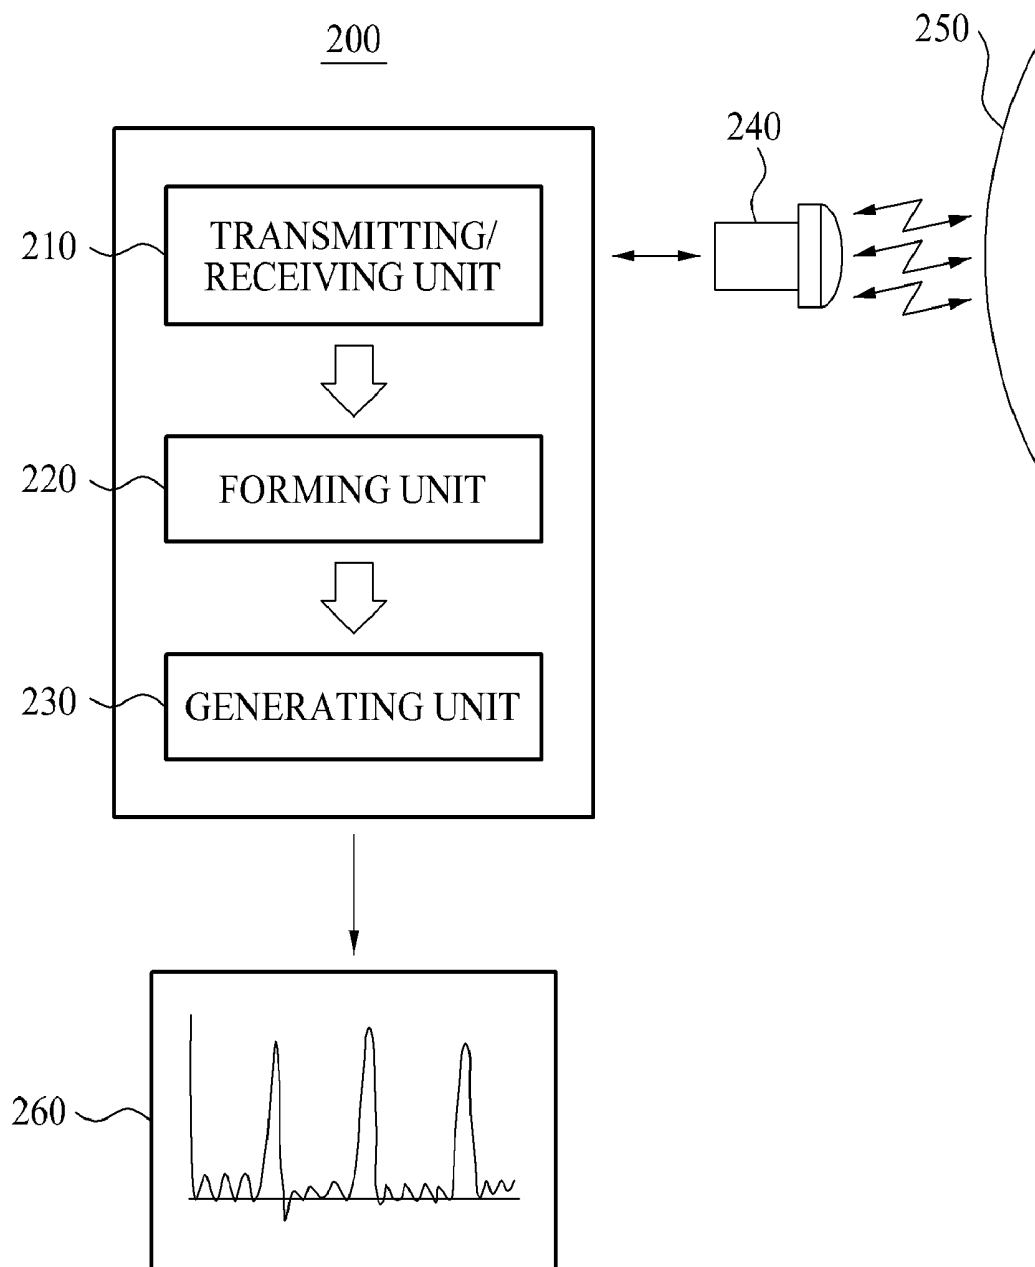 200
250
240
210
TRANSMITTING/
RECEIVING UNIT
220
FORMING UNIT
230
GENERATING UNIT
260